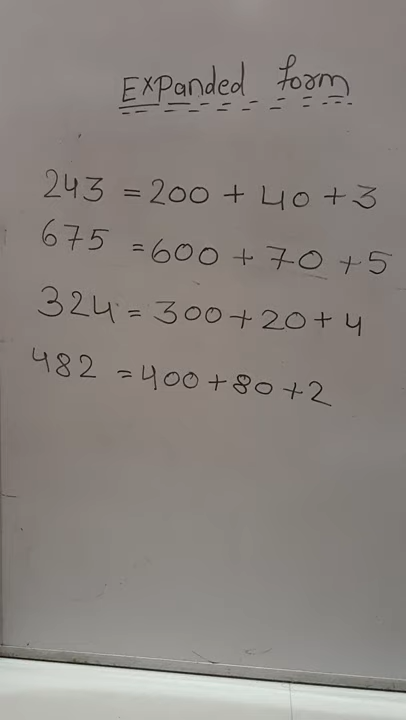 Expanded form
243 = 200 + 40 + 3
675 = 600 + 70 + 5
324 = 300 + 20 + 4
482 = 400 + 80 + 2